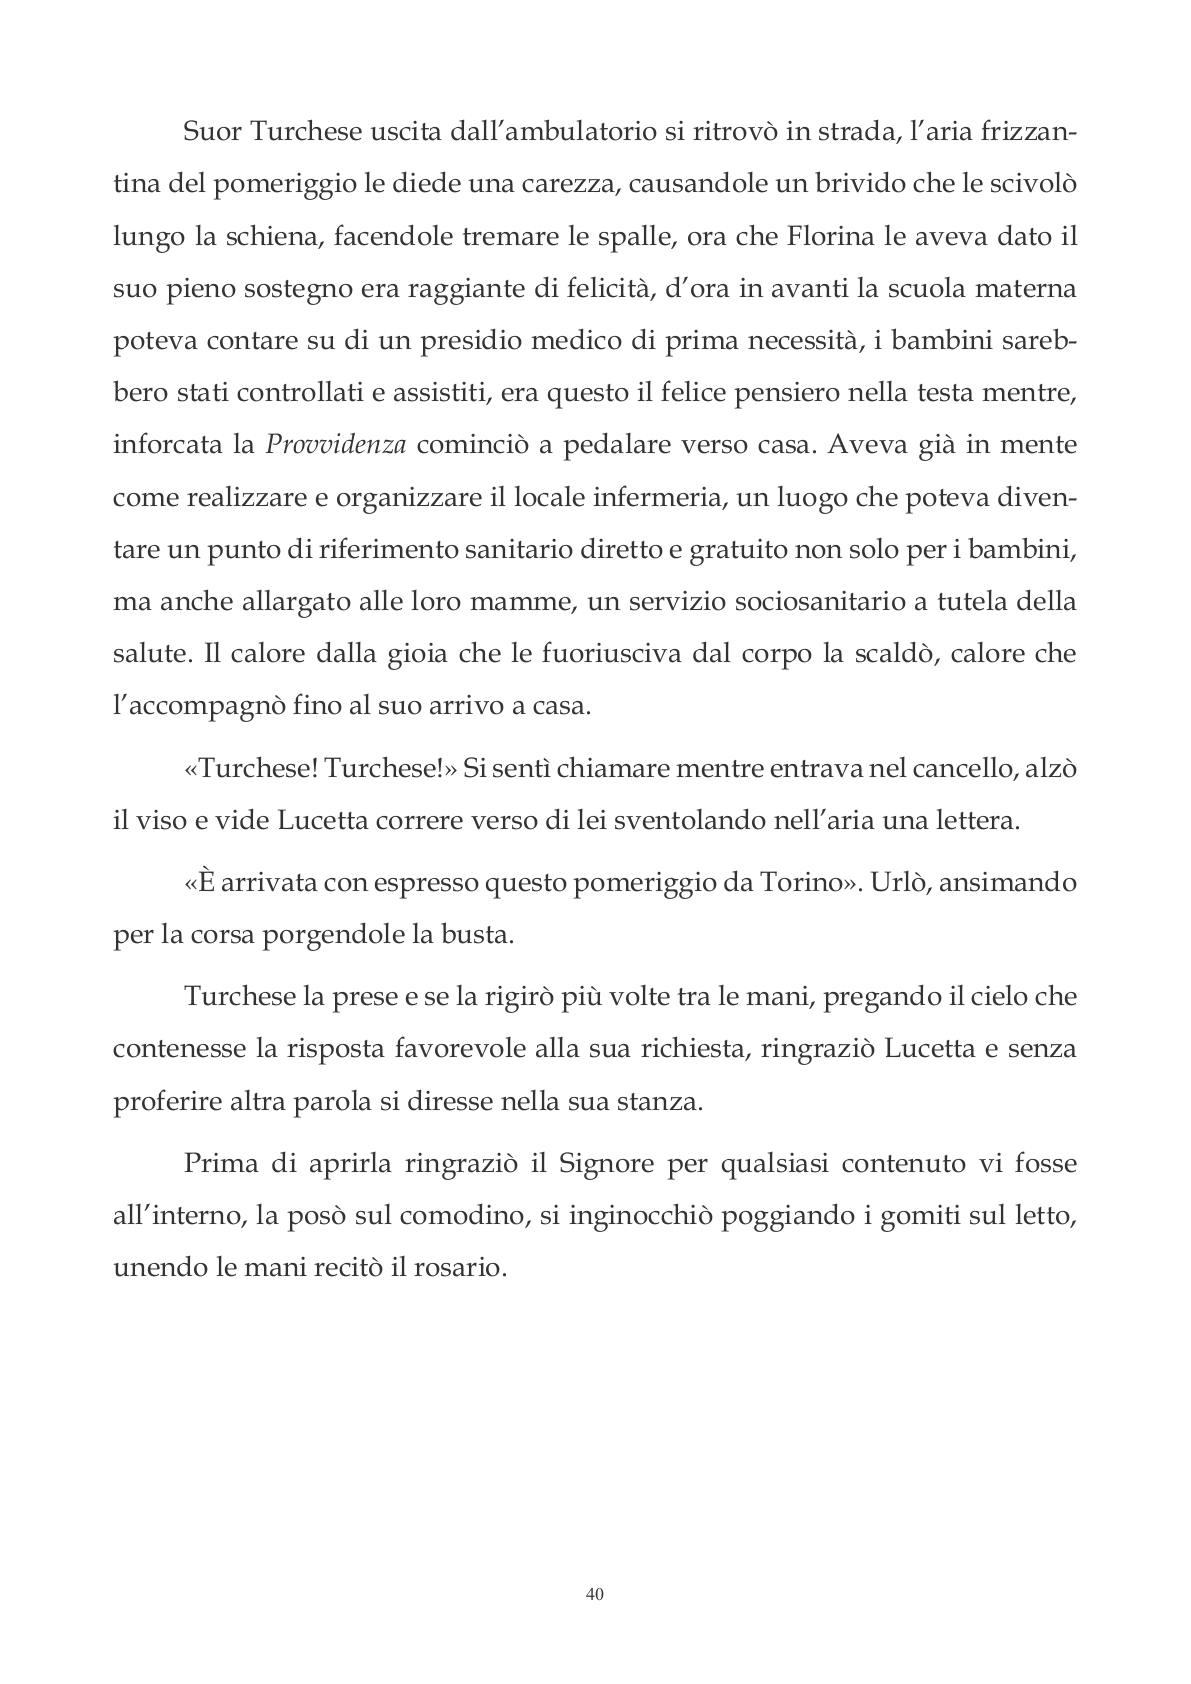 Suor Turchese uscita dall’ambulatorio si ritrovò in strada, l’aria frizzan-
tina del pomeriggio le diede una carezza, causandole un brivido che le scivolò
lungo la schiena, facendole tremare le spalle, ora che Florina le aveva dato il
suo pieno sostegno era raggiante di felicità, d’ora in avanti la scuola materna
poteva contare su di un presidio medico di prima necessità, i bambini sareb-
bero stati controllati e assistiti, era questo il felice pensiero nella testa mentre,
inforcata la Provvidenza cominciò a pedalare verso casa. Aveva già in mente
come realizzare e organizzare il locale infermeria, un luogo che poteva diven-
tare un punto di riferimento sanitario diretto e gratuito non solo per i bambini,
ma anche allargato alle loro mamme, un servizio sociosanitario a tutela della
salute. Il calore dalla gioia che le fuoriusciva dal corpo la scaldò, calore che
l’accompagnò fino al suo arrivo a casa.
«Turchese! Turchese!» Si sentì chiamare mentre entrava nel cancello, alzò
il viso e vide Lucetta correre verso di lei sventolando nell’aria una lettera.
«È arrivata con espresso questo pomeriggio da Torino». Urlò, ansimando
per la corsa porgendole la busta.
Turchese la prese e se la rigirò più volte tra le mani, pregando il cielo che
contenesse la risposta favorevole alla sua richiesta, ringraziò Lucetta e senza
proferire altra parola si diresse nella sua stanza.
Prima di aprirla ringraziò il Signore per qualsiasi contenuto vi fosse
all’interno, la posò sul comodino, si inginocchiò poggiando i gomiti sul letto,
unendo le mani recitò il rosario.
40